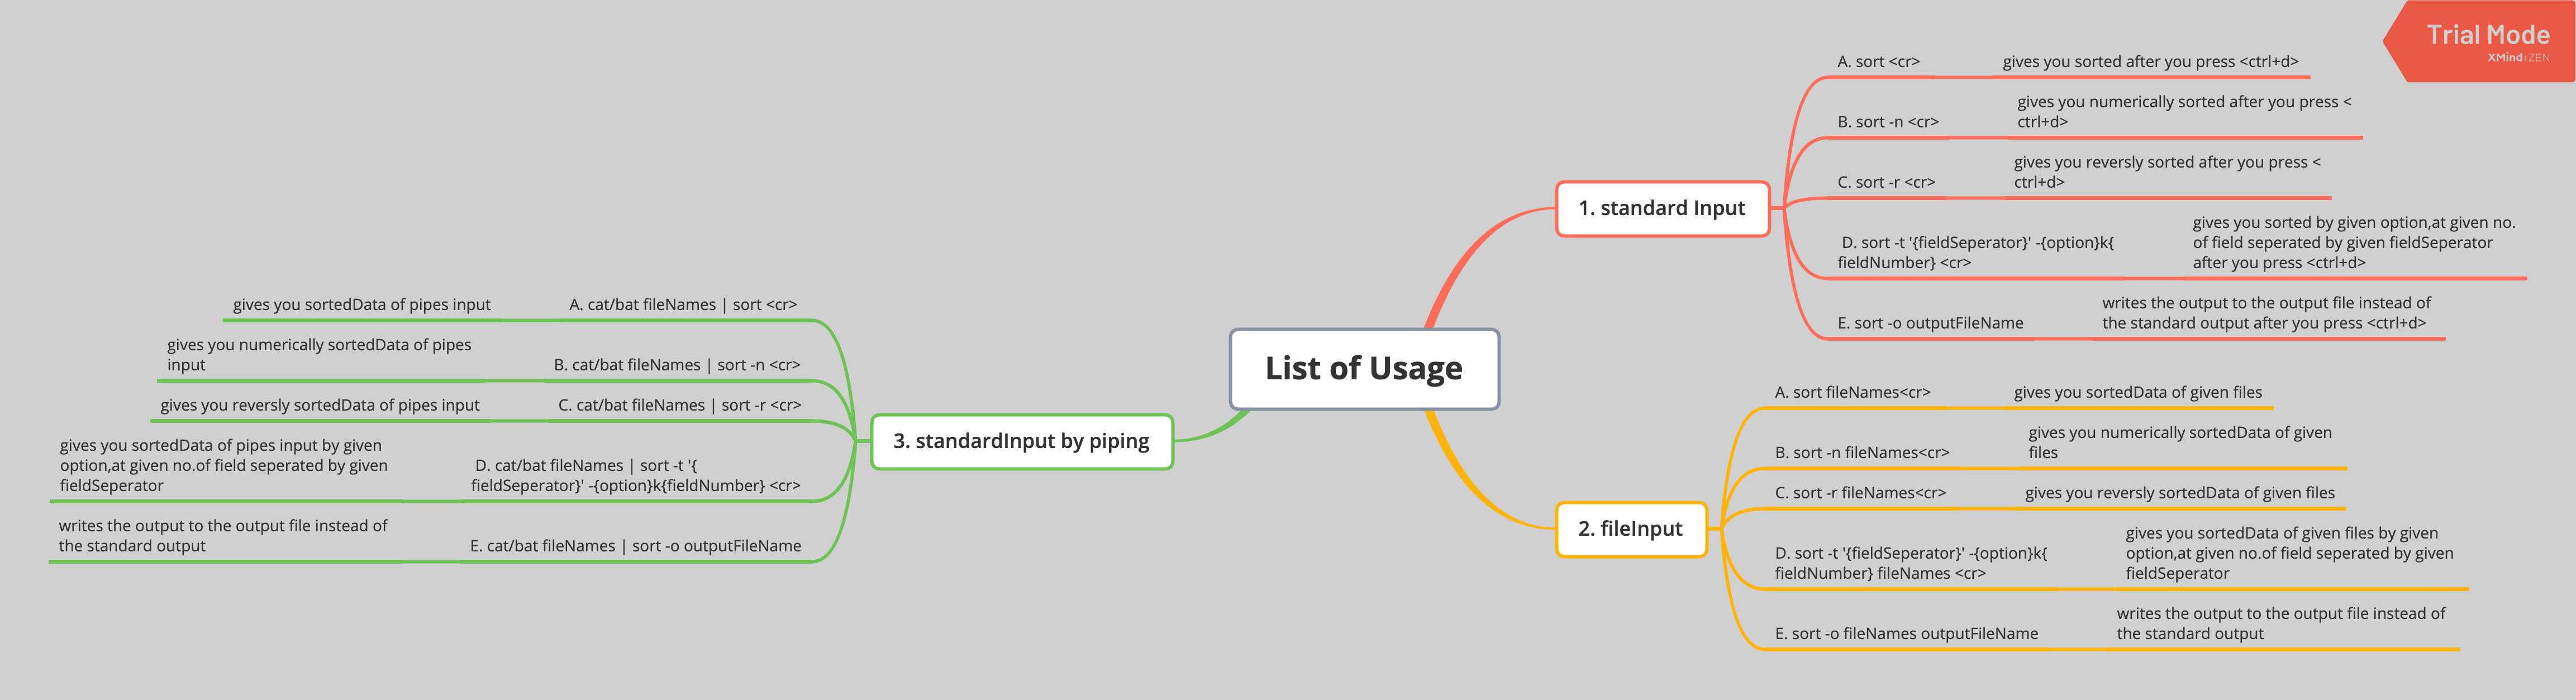 Trial Mode
XMind:ZEN
List of Usage
1. standard Input
A. sort <cr>
gives you sorted after you press <ctrl+d>
B. sort -n <cr>
gives you numerically sorted after you press <
ctrl+d>
C. sort -r <cr>
gives you reversly sorted after you press <
ctrl+d>
D. sort -t '{fieldSeperator}' -{option}k{
fieldNumber} <cr>
gives you sorted by given option,at given no.
of field seperated by given fieldSeperator
after you press <ctrl+d>
E. sort -o outputFileName
writes the output to the output file instead of
the standard output after you press <ctrl+d>
2. fileInput
A. sort fileNames<cr>
gives you sortedData of given files
B. sort -n fileNames<cr>
gives you numerically sortedData of given
files
C. sort -r fileNames<cr>
gives you reversly sortedData of given files
D. sort -t '{fieldSeperator}' -{option}k{
fieldNumber} fileNames <cr>
gives you sortedData of given files by given
option,at given no.of field seperated by given
fieldSeperator
E. sort -o fileNames outputFileName
writes the output to the output file instead of
the standard output
3. standardInput by piping
A. cat/bat fileNames | sort <cr>
gives you sortedData of pipes input
B. cat/bat fileNames | sort -n <cr>
gives you numerically sortedData of pipes
input
C. cat/bat fileNames | sort -r <cr>
gives you reversly sortedData of pipes input
D. cat/bat fileNames | sort -t '{
fieldSeperator}' -{option}k{fieldNumber} <cr>
gives you sortedData of pipes input by given
option,at given no.of field seperated by given
fieldSeperator
E. cat/bat fileNames | sort -o outputFileName
writes the output to the output file instead of
the standard output